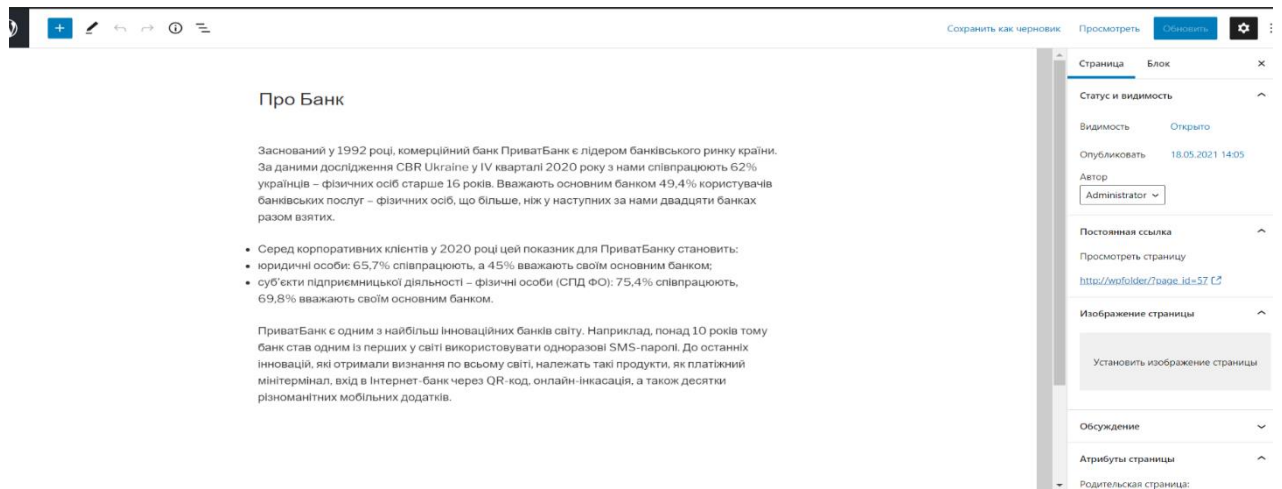 Сохранить как черновик
Просмотреть
Обновить
Страница
Блок
Статус и видимость
Видимость
Открыто
Опубликовать
18.05.2021 14:05
Автор
Administrator
Постоянная ссылка
Просмотреть страницу
http://wpfolder/?page_id=57
Изображение страницы
Установить изображение страницы
Обсуждение
Атрибуты страницы
Родительская страница:
Про Банк
Заснований у 1992 році, комерційний банк ПриватБанк є лідером банківського ринку країни.
За даними дослідження CBR Ukraine у IV кварталі 2020 року з нами співпрацюють 62%
українців – фізичних осіб старше 16 років. Вважають основним банком 49,4% користувачів
банківських послуг – фізичних осіб, що більше, ніж у наступних за нами двадцяти банках
разом взятих.
• Серед корпоративних клієнтів у 2020 році цей показник для ПриватБанку становить:
• юридичні особи: 65,7% співпрацюють, а 45% вважають своїм основним банком;
• суб'єкти підприємницької діяльності – фізичні особи (СПД ФО): 75,4% співпрацюють,
69,8% вважають своїм основним банком.
ПриватБанк є одним з найбільш інноваційних банків світу. Наприклад, понад 10 років тому
банк став одним із перших у світі використовувати одноразові SMS-паролі. До останніх
інновацій, які отримали визнання по всьому світі, належать такі продукти, як платіжний
мінітермінал, вхід в Інтернет-банк через QR-код, онлайн-інкасація, а також десятки
різноманітних мобільних додатків.